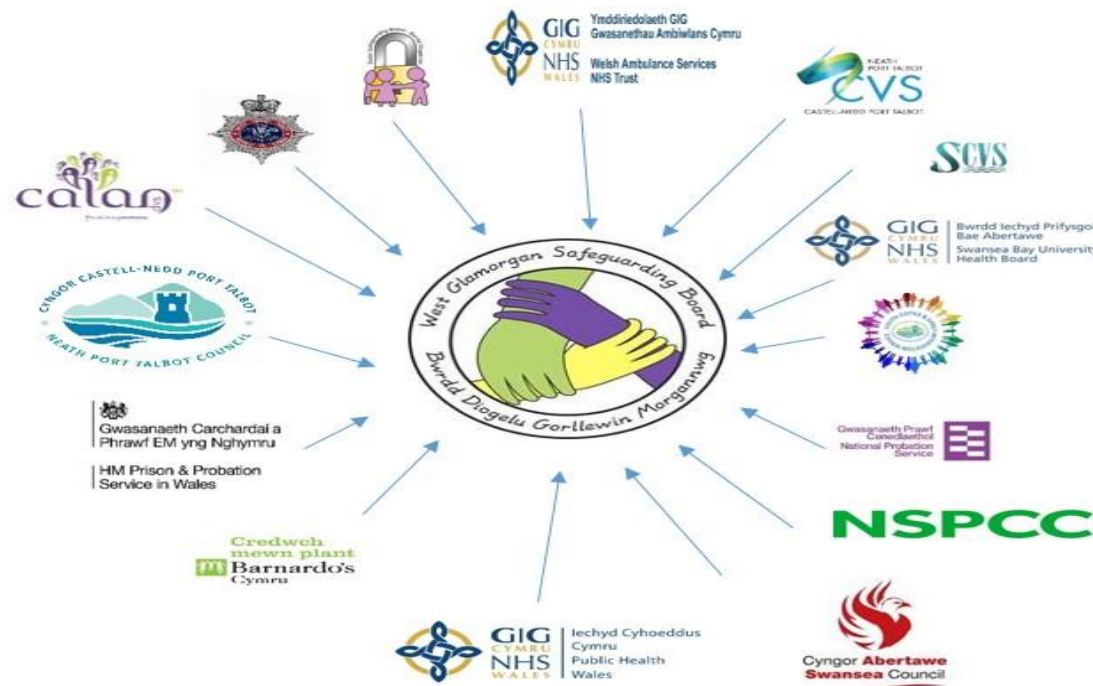 Ymddiriedolaeth GIG
Gwasanaethau Ambiwlans Cymru
Welsh Ambulance Services
NHS Trust
GIG
CYMRU
NHS
WALES
NEATH
PORT TALBOT
CVS
CASTELL-NEDD PORT TALBOT
SCVS
calan
dvs
GIG
CYMRU
NHS
WALES
Bwrdd Iechyd Prifysgol
Bae Abertawe
Swansea Bay University
Health Board
West Glamorgan Safeguarding Board
Bwrdd Diogelu Gorllewin Morgannwg
CYNGOR CASTELL-NEDD PORT TALBOT
NEATH PORT TALBOT COUNCIL
Gwasanaeth Carchardai a
Phrawf EM yng Nghymru
HM Prison & Probation
Service in Wales
Gwasanaeth Prawf
Cenedlaethol
National Probation
Service
NSPCC
Credwch
mewn plant
Barnardo's
Cymru
GIG
CYMRU
NHS
WALES
Iechyd Cyhoeddus
Cymru
Public Health
Wales
Cyngor Abertawe
Swansea Council